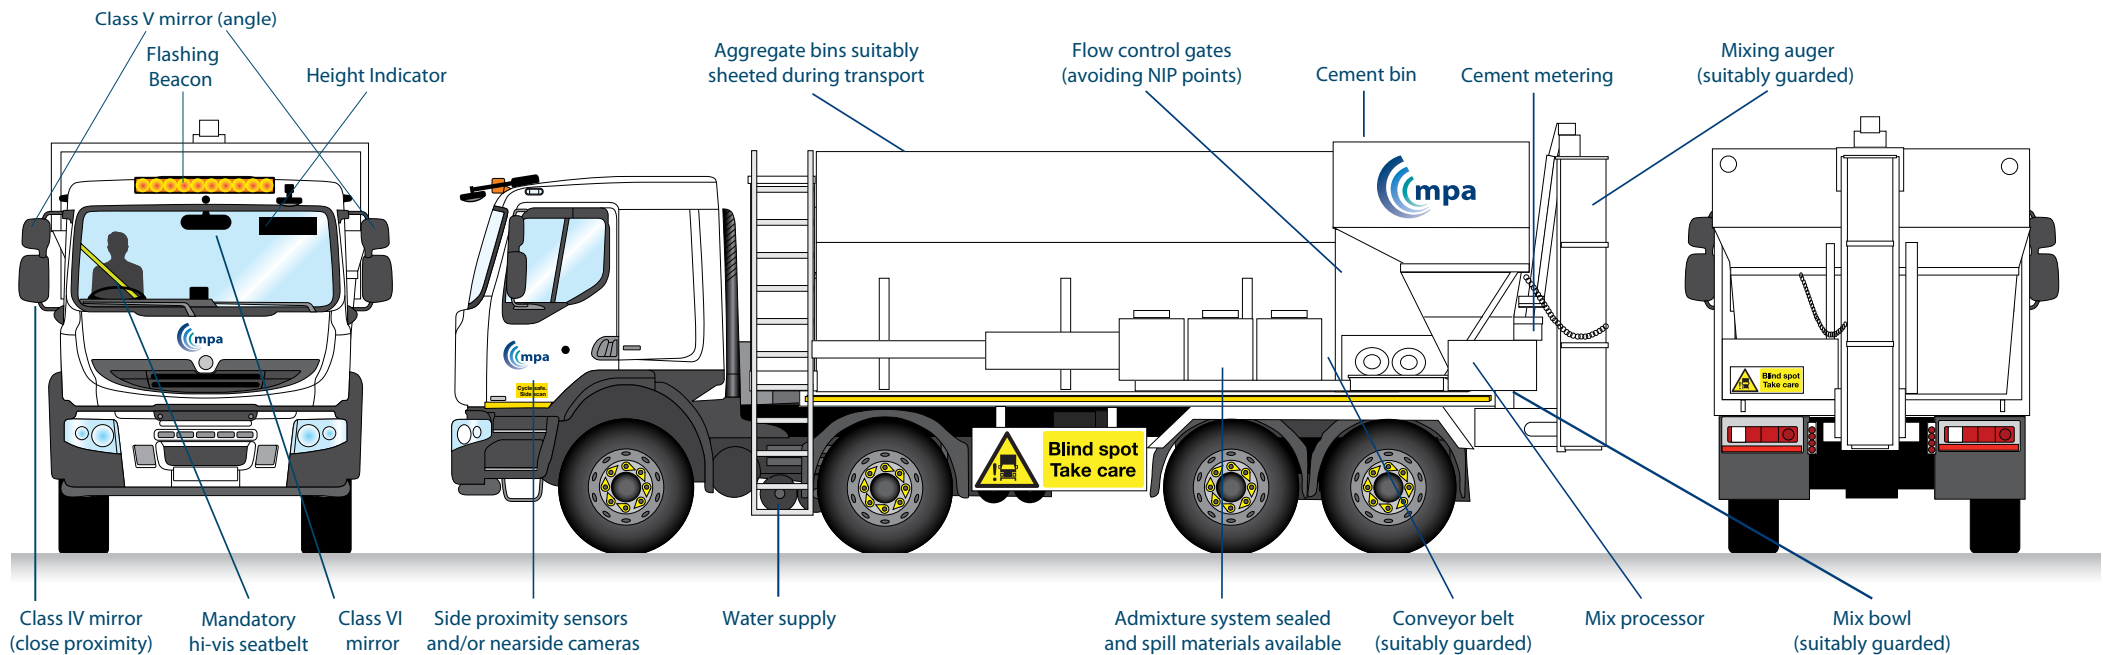 Class V mirror (angle)
Flashing
Beacon
Height Indicator
Aggregate bins suitably
sheeted during transport
Flow control gates
(avoiding NIP points)
Cement bin
Cement metering
Mixing auger
(suitably guarded)
mpa
mpa
mpa
Cycle safe.
Side scan
Blind spot
Take care
Blind spot
Take care
Class IV mirror
(close proximity)
Mandatory
hi-vis seatbelt
Class VI
mirror
Side proximity sensors
and/or nearside cameras
Water supply
Admixture system sealed
and spill materials available
Conveyor belt
(suitably guarded)
Mix processor
Mix bowl
(suitably guarded)